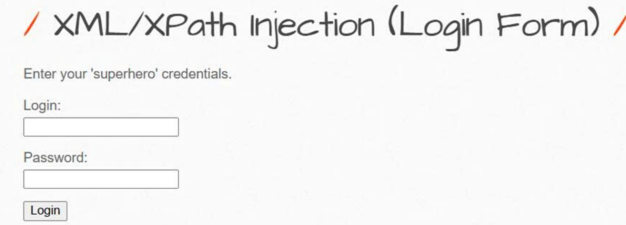 / XML/XPath Injection (Login Form) /
Enter your 'superhero' credentials.
Login:
Password:
Login